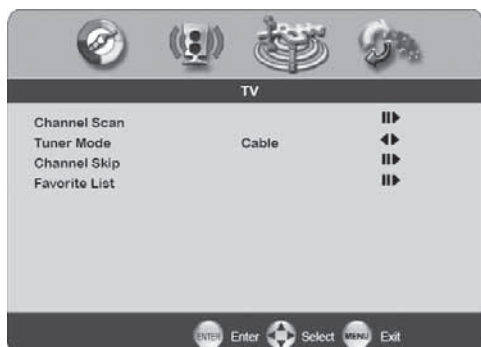 TV
Channel Scan
Tuner Mode Cable
Channel Skip
Favorite List
ENTER Enter Select MENU Exit